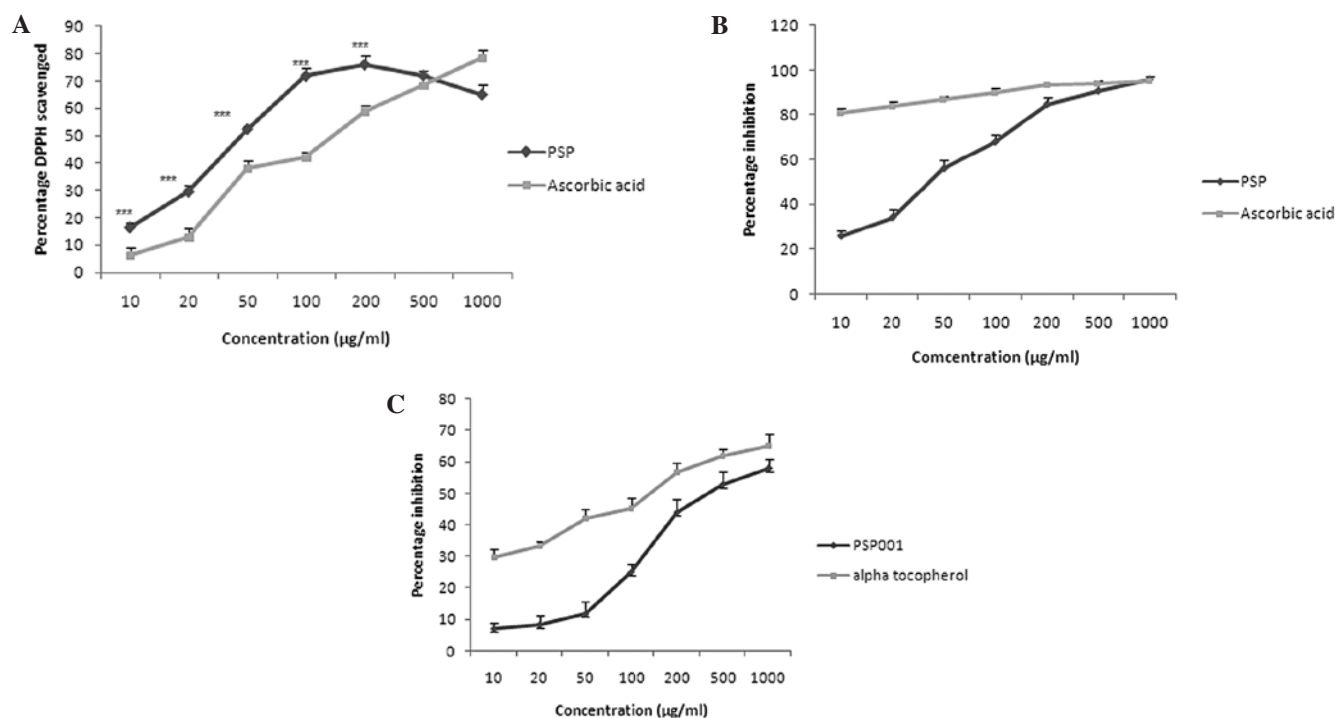 A
Percentage DPPH scavenged
90
80
70
60
50
40
30
20
10
0
***
***
***
***
***
10 20 50 100 200 500 1000
Concentration (µg/ml)
PSP
Ascorbic acid
B
Percentage inhibition
120
100
80
60
40
20
0
10 20 50 100 200 500 1000
Comcentration (µg/ml)
PSP
Ascorbic acid
C
Percentage inhibition
80
70
60
50
40
30
20
10
0
10 20 50 100 200 500 1000
Concentration (µg/ml)
PSP001
alpha tocopherol